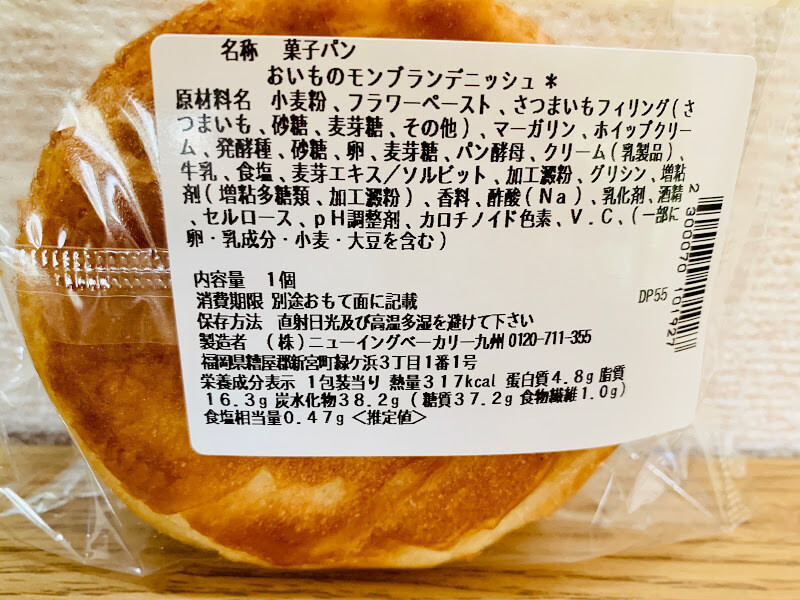 名称 菓子パン
おいものモンブランデニッシュ＊
原材料名 小麦粉、フラワーペースト、さつまいもフィリング(さ
つまいも、砂糖、麦芽糖、その他)、マーガリン、ホイップクリー
ム、発酵種、砂糖、卵、麦芽糖、パン酵母、クリーム(乳製品)、
牛乳、食塩、麦芽エキス／ソルビット、加工澱粉、グリシン、増粘
剤(増粘多糖類、加工澱粉)、香料、酢酸(Na)、乳化剤、酒精
、セルロース、pH調整剤、カロチノイド色素、V.C、(一部に
卵・乳成分・小麦・大豆を含む)
内容量 1個
消費期限 別途おもて面に記載
保存方法 直射日光及び高温多湿を避けて下さい
製造者 (株)ニューイングベーカリー九州 0120-711-355
福岡県糟屋郡新宮町緑ケ浜3丁目1番1号
栄養成分表示 1包装当り 熱量317kcal 蛋白質4.8g 脂質
16.3g 炭水化物38.2g (糖質37.2g 食物繊維1.0g)
食塩相当量0.47g <推定値>
DP55
2 300070 101927